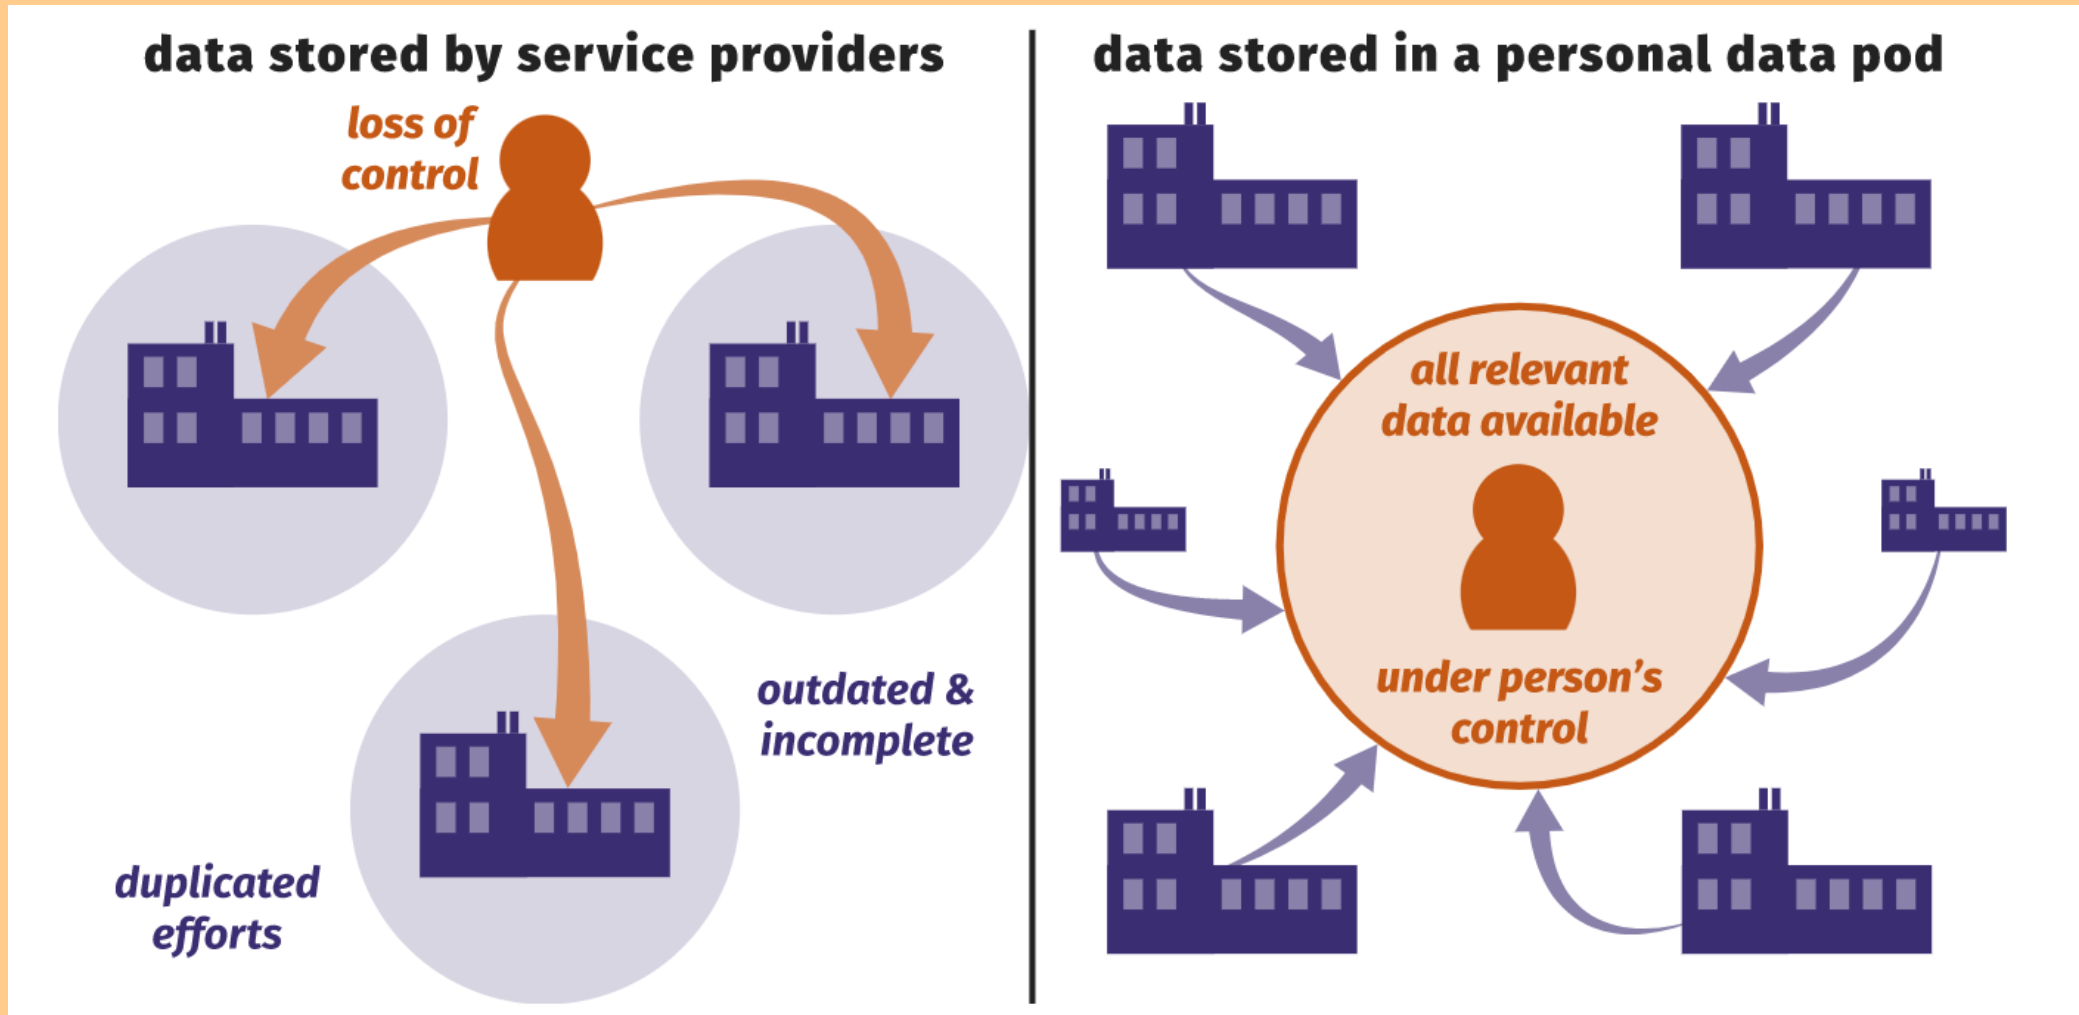 data stored by service providers
loss of
control
outdated &
incomplete
duplicated
efforts
data stored in a personal data pod
all relevant
data available
under person’s
control